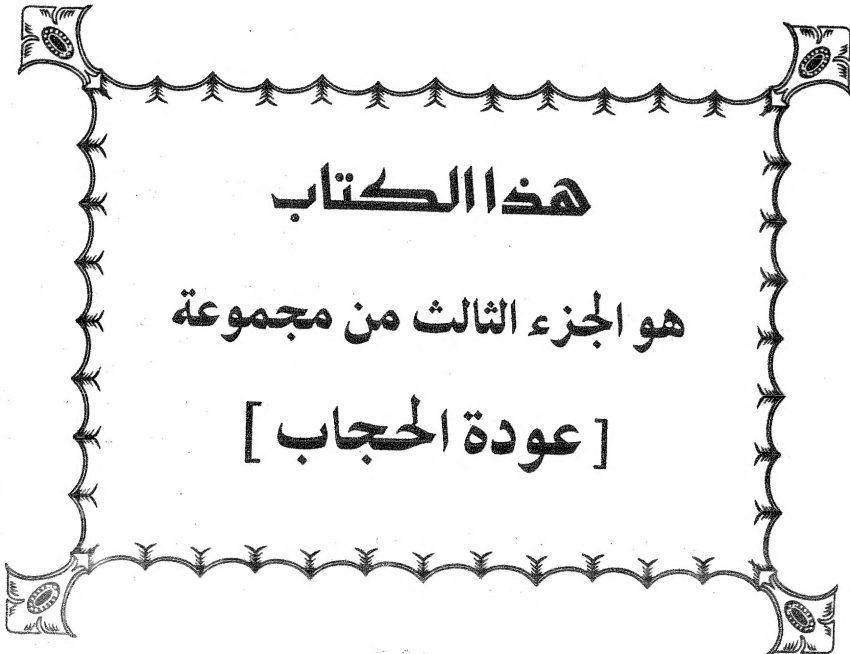 هذا الكتاب
هو الجزء الثالث من مجموعة
[ عودة الحجاب ]